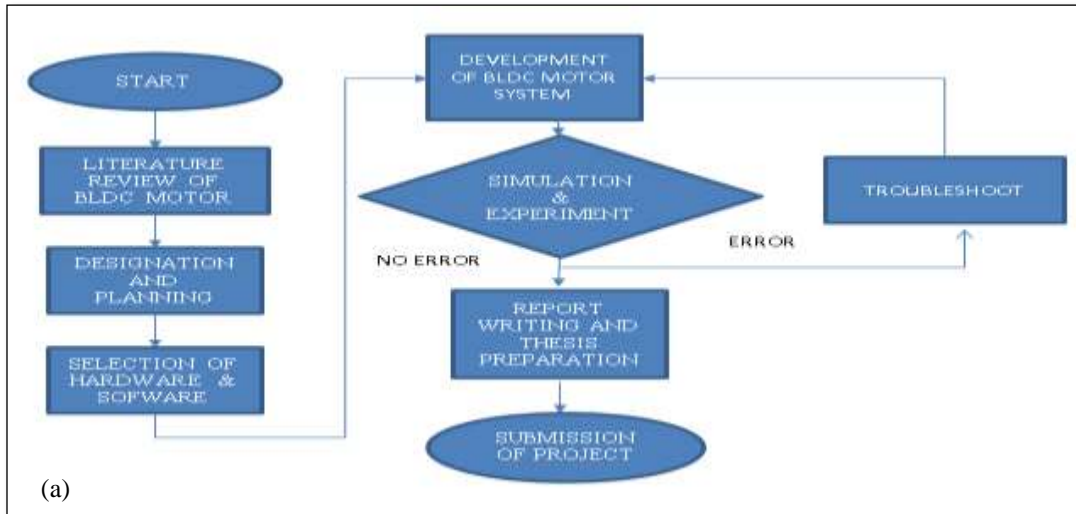 START
LITERATURE
REVIEW OF
BLDC MOTOR
DESIGNATION
AND
PLANNING
SELECTION OF
HARDWARE &
SOFWARE
DEVELOPMENT
OF BLDC MOTOR
SYSTEM
SIMULATION
&
EXPERIMENT
TROUBLESHOOT
NO ERROR
ERROR
REPORT
WRITING AND
THESIS
PREPARATION
SUBMISSION
OF PROJECT
(a)